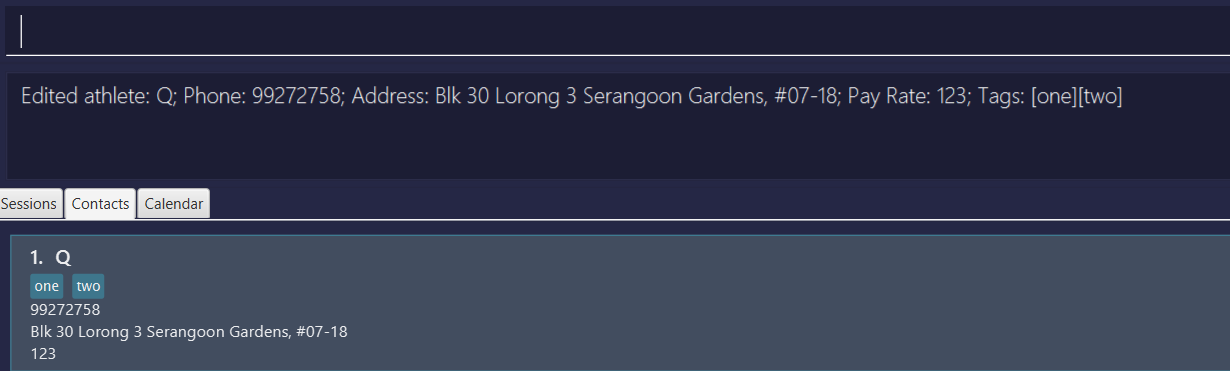 Edited athlete: Q; Phone: 99272758; Address: Blk 30 Lorong 3 Serangoon Gardens, #07-18; Pay Rate: 123; Tags: [one][two]
Sessions Contacts Calendar
1. Q
one two
99272758
Blk 30 Lorong 3 Serangoon Gardens, #07-18
123